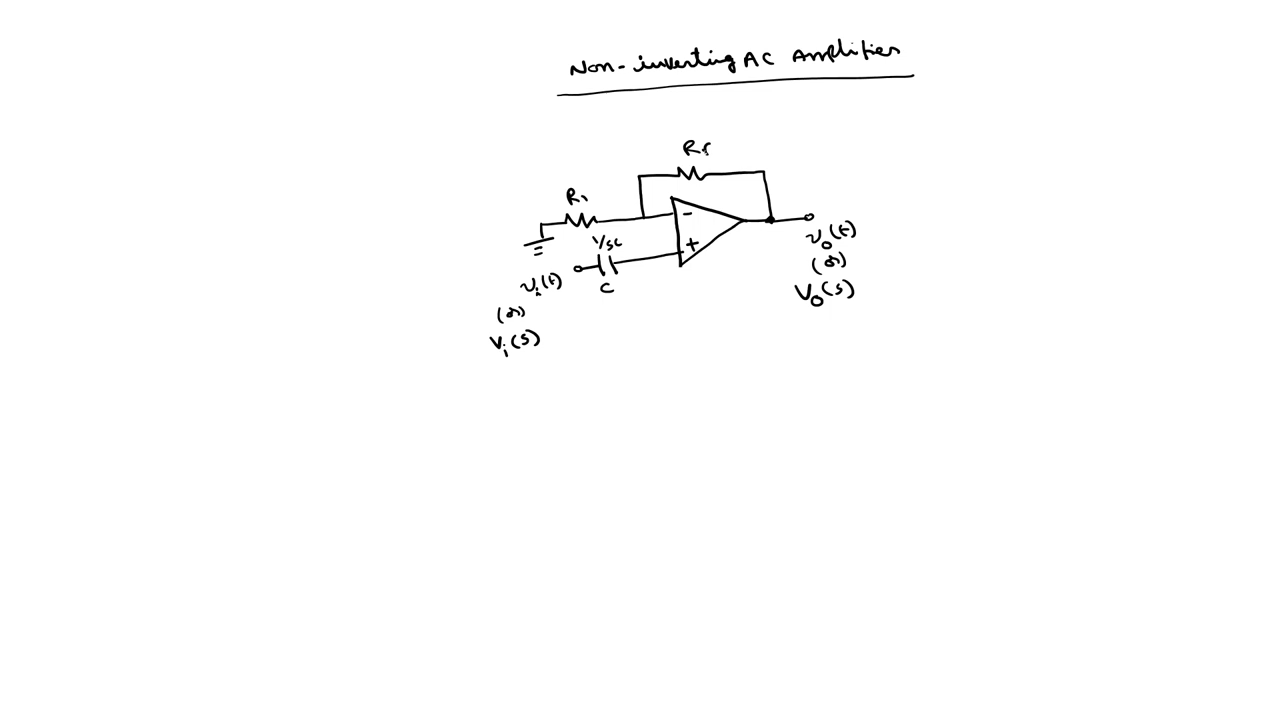 Non-inverting AC Amplifier
Rf
R1
-
1/sc
+
C
vi(t)
(or)
Vi(s)
vo(t)
(or)
Vo(s)